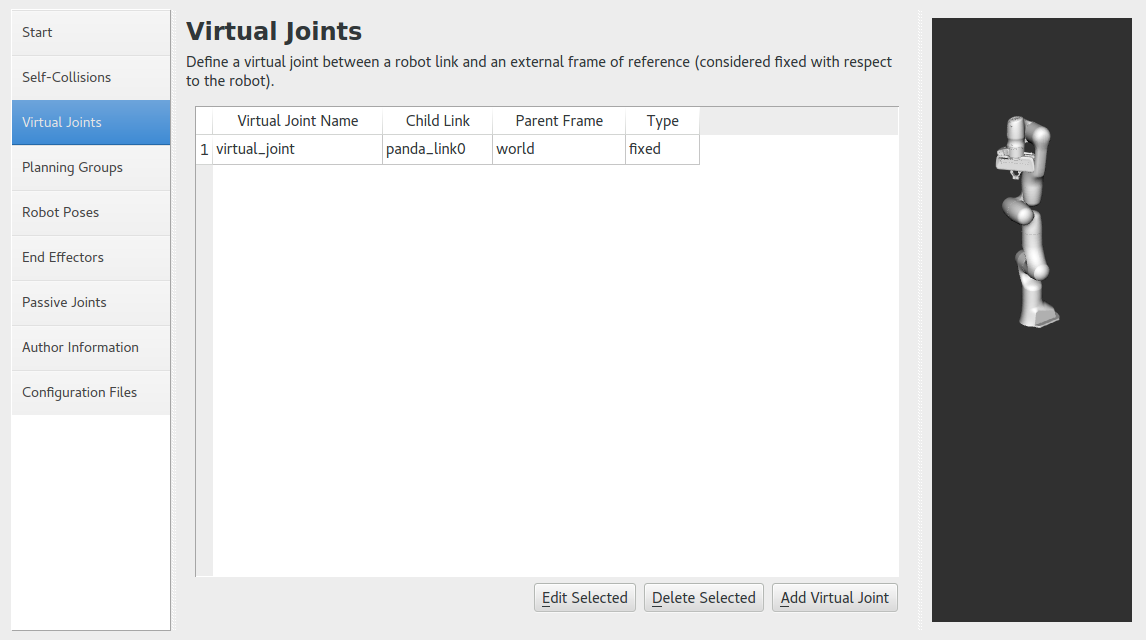 Start
Self-Collisions
Virtual Joints
Planning Groups
Robot Poses
End Effectors
Passive Joints
Author Information
Configuration Files
Virtual Joints
Define a virtual joint between a robot link and an external frame of reference (considered fixed with respect
to the robot).
Virtual Joint Name Child Link Parent Frame Type
1 virtual_joint panda_link0 world fixed
Edit Selected Delete Selected Add Virtual Joint